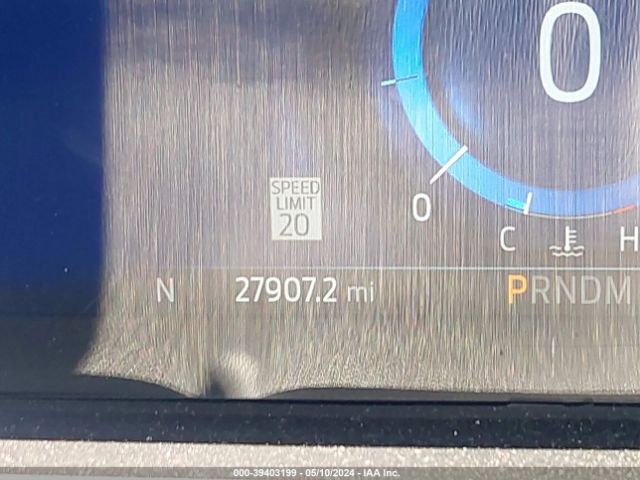 0
SPEED
LIMIT
20
0
C H
N 27907.2 mi PRNDM
000-39403199 - 05/10/2024 - IAA Inc.